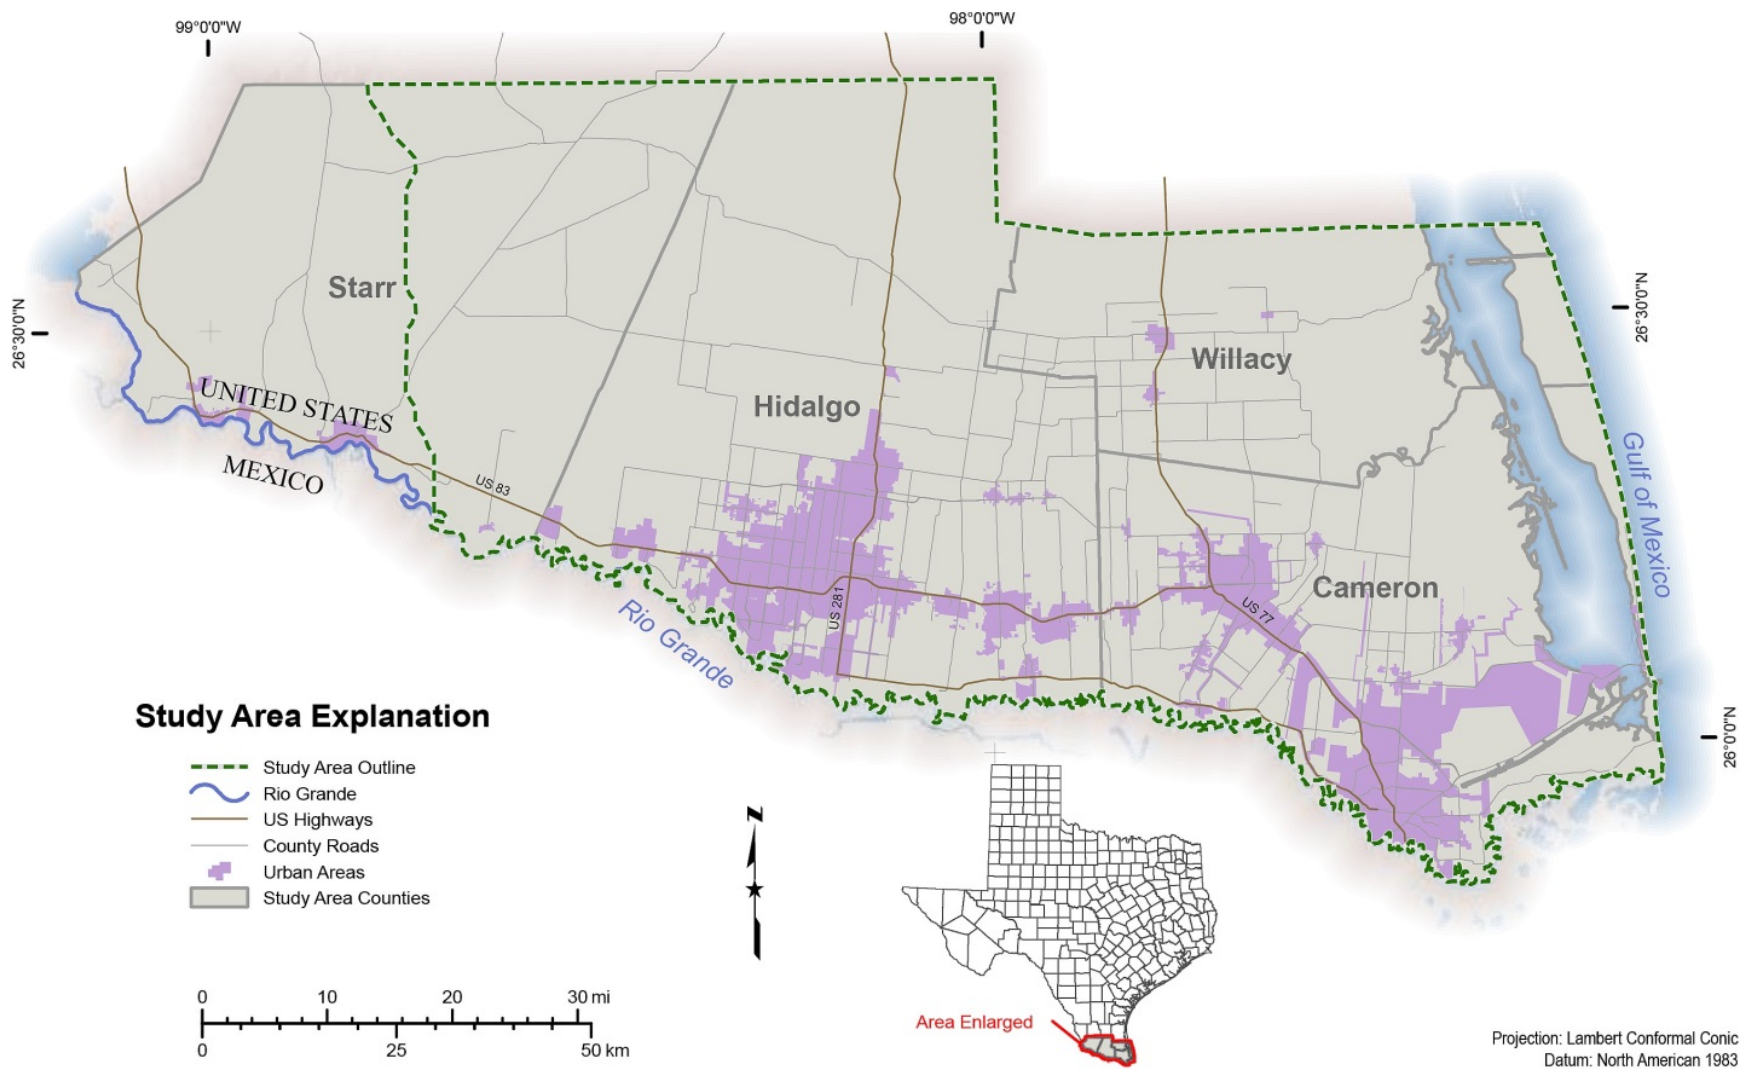 99°0'0"W
98°0'0"W
26°30'0"N
26°30'0"N
Starr
Willacy
UNITED STATES
Hidalgo
MEXICO
US 83
Gulf of Mexico
Cameron
US 281
US 77
Rio Grande
26°0'0"N
Study Area Explanation
Study Area Outline
Rio Grande
US Highways
County Roads
Urban Areas
Study Area Counties
N
0 10 20 30 mi
0 25 50 km
Area Enlarged
Projection: Lambert Conformal Conic
Datum: North American 1983